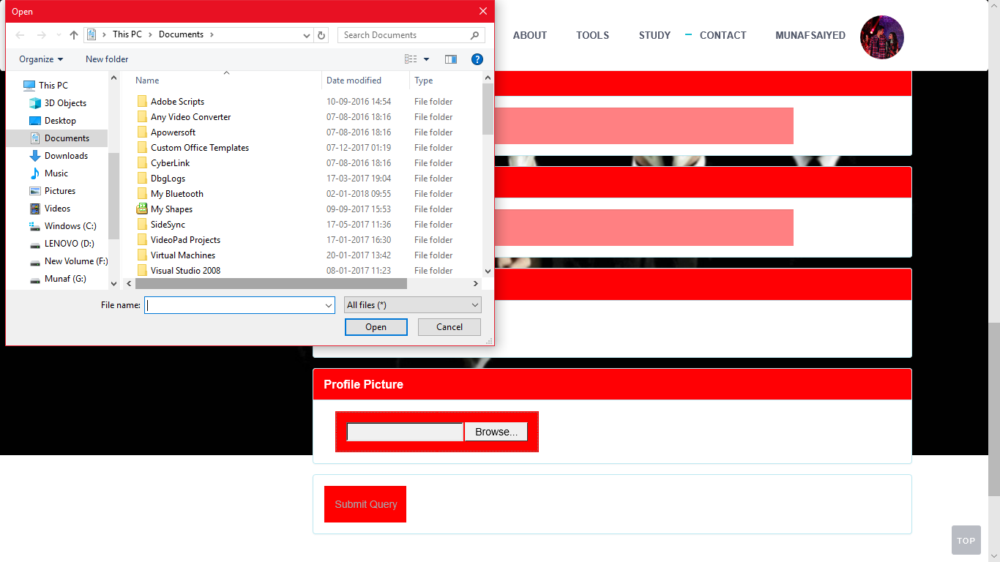 Open
This PC
Documents
Search Documents
ABOUT
TOOLS
STUDY
CONTACT
MUNAFSAIYED
Organize
New folder
Name
Date modified
Type
This PC
3D Objects
Desktop
Documents
Downloads
Music
Pictures
Videos
Windows (C:)
LENOVO (D:)
New Volume (F:)
Munaf (G:)
Adobe Scripts 10-09-2016 14:54 File folder
Any Video Converter 07-08-2016 18:16 File folder
Apowersoft 07-08-2016 18:16 File folder
Custom Office Templates 07-12-2017 01:19 File folder
CyberLink 07-08-2016 18:16 File folder
DbgLogs 17-03-2017 19:04 File folder
My Bluetooth 02-01-2018 09:55 File folder
My Shapes 09-09-2017 15:53 File folder
SideSync 17-05-2017 11:36 File folder
VideoPad Projects 17-01-2017 16:30 File folder
Virtual Machines 20-01-2017 13:42 File folder
Visual Studio 2008 08-01-2017 11:23 File folder
File name:
All files (*)
Open
Cancel
Profile Picture
Browse...
Submit Query
TOP